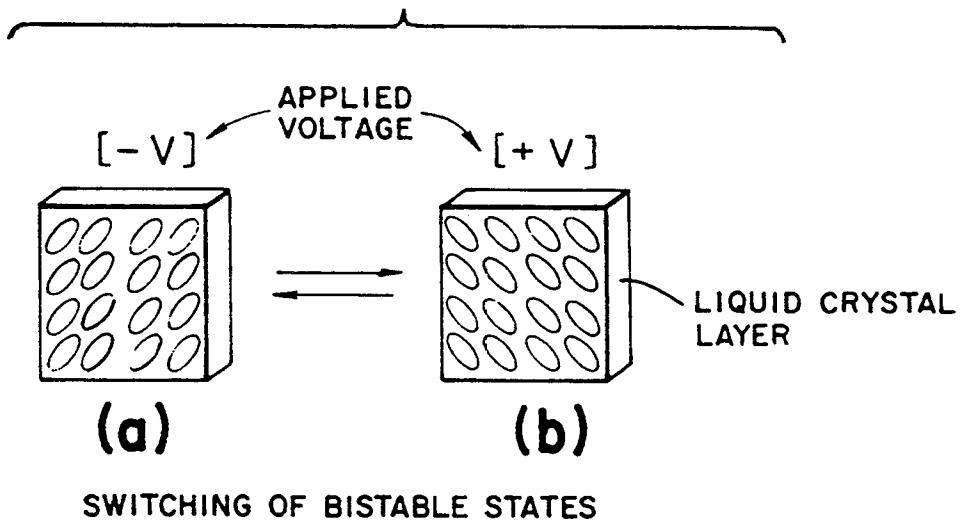 APPLIED
VOLTAGE
[- V]
[+ V]
LIQUID CRYSTAL
LAYER
(a)
(b)
SWITCHING OF BISTABLE STATES